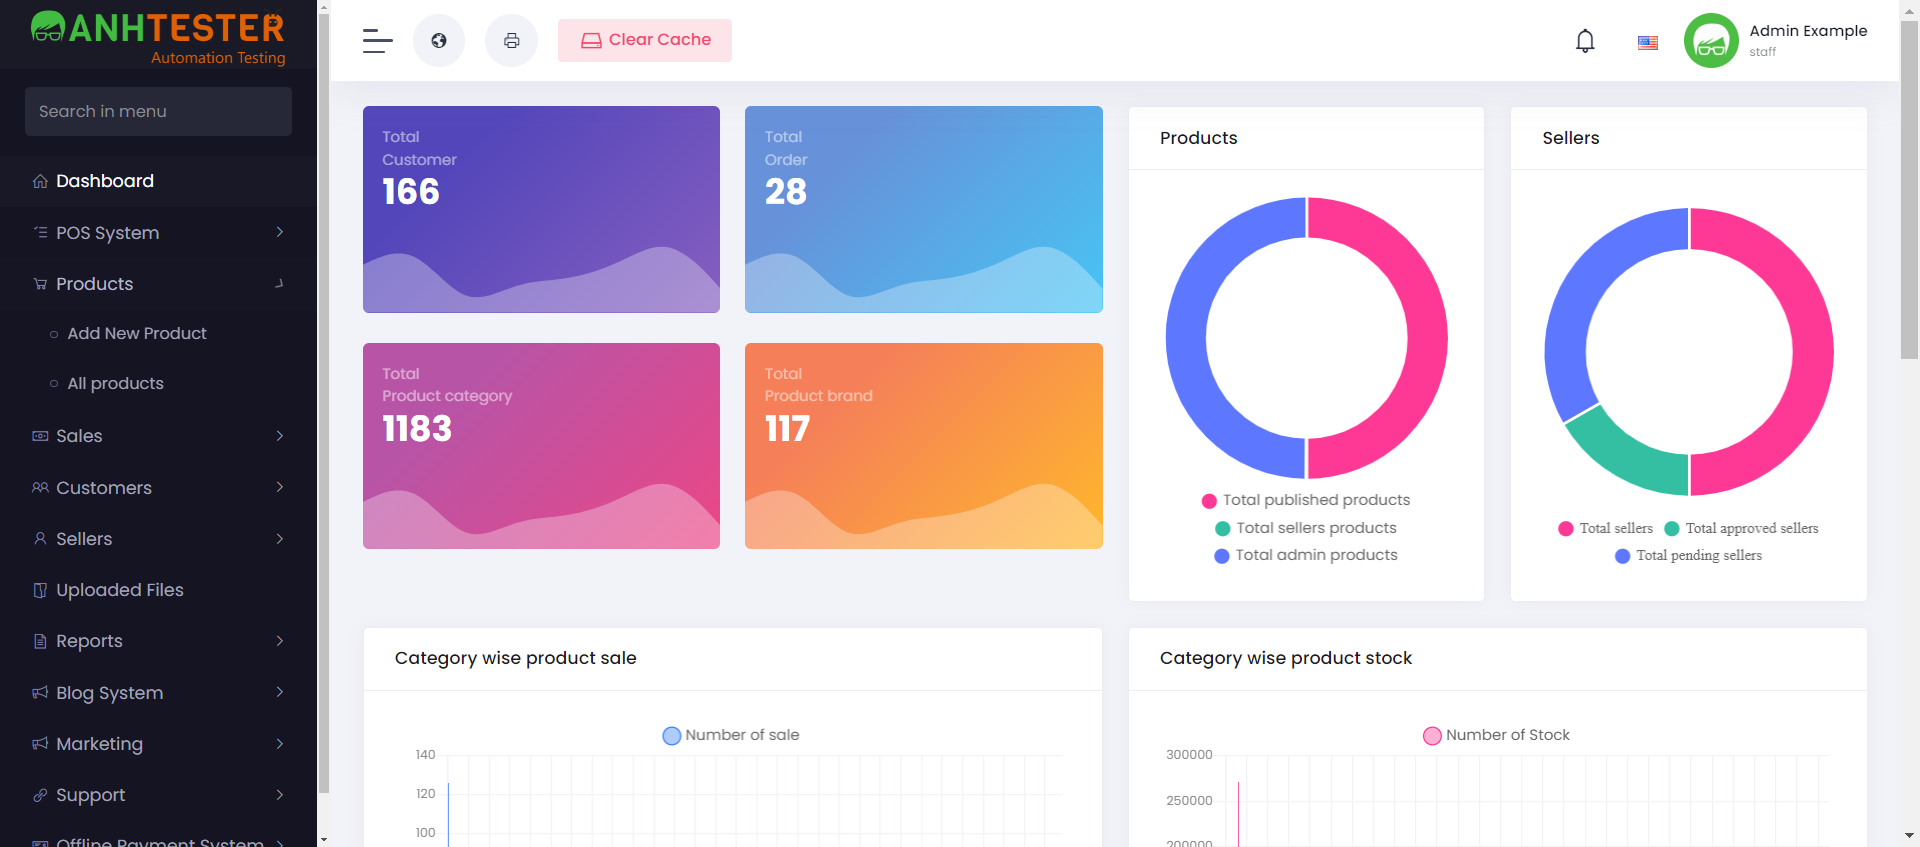 ANHTESTER
Automation Testing
Search in menu
Dashboard
POS System
Products
Add New Product
All products
Sales
Customers
Sellers
Uploaded Files
Reports
Blog System
Marketing
Support
Offline Payment System
Clear Cache
Admin Example
staff
Total
Customer
166
Total
Order
28
Total
Product category
1183
Total
Product brand
117
Products
Total published products
Total sellers products
Total admin products
Sellers
Total sellers Total approved sellers
Total pending sellers
Category wise product sale
Number of sale
140
120
100
Category wise product stock
Number of Stock
300000
250000
200000